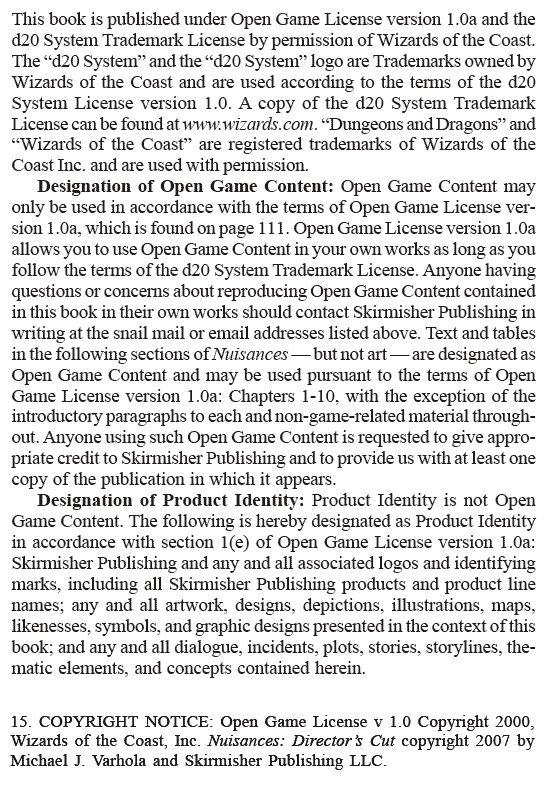 This book is published under Open Game License version 1.0a and the
d20 System Trademark License by permission of Wizards of the Coast.
The “d20 System” and the “d20 System” logo are Trademarks owned by
Wizards of the Coast and are used according to the terms of the d20
System License version 1.0. A copy of the d20 System Trademark
License can be found at www.wizards.com. “Dungeons and Dragons” and
“Wizards of the Coast” are registered trademarks of Wizards of the
Coast Inc. and are used with permission.
Designation of Open Game Content: Open Game Content may
only be used in accordance with the terms of Open Game License ver-
sion 1.0a, which is found on page 111. Open Game License version 1.0a
allows you to use Open Game Content in your own works as long as you
follow the terms of the d20 System Trademark License. Anyone having
questions or concerns about reproducing Open Game Content contained
in this book in their own works should contact Skirmisher Publishing in
writing at the snail mail or email addresses listed above. Text and tables
in the following sections of Nuisances — but not art — are designated as
Open Game Content and may be used pursuant to the terms of Open
Game License version 1.0a: Chapters 1-10, with the exception of the
introductory paragraphs to each and non-game-related material through-
out. Anyone using such Open Game Content is requested to give appro-
priate credit to Skirmisher Publishing and to provide us with at least one
copy of the publication in which it appears.
Designation of Product Identity: Product Identity is not Open
Game Content. The following is hereby designated as Product Identity
in accordance with section 1(e) of Open Game License version 1.0a:
Skirmisher Publishing and any and all associated logos and identifying
marks, including all Skirmisher Publishing products and product line
names; any and all artwork, designs, depictions, illustrations, maps,
likenesses, symbols, and graphic designs presented in the context of this
book; and any and all dialogue, incidents, plots, stories, storylines, the-
matic elements, and concepts contained herein.
15. COPYRIGHT NOTICE: Open Game License v 1.0 Copyright 2000,
Wizards of the Coast, Inc. Nuisances: Director’s Cut copyright 2007 by
Michael J. Varhola and Skirmisher Publishing LLC.